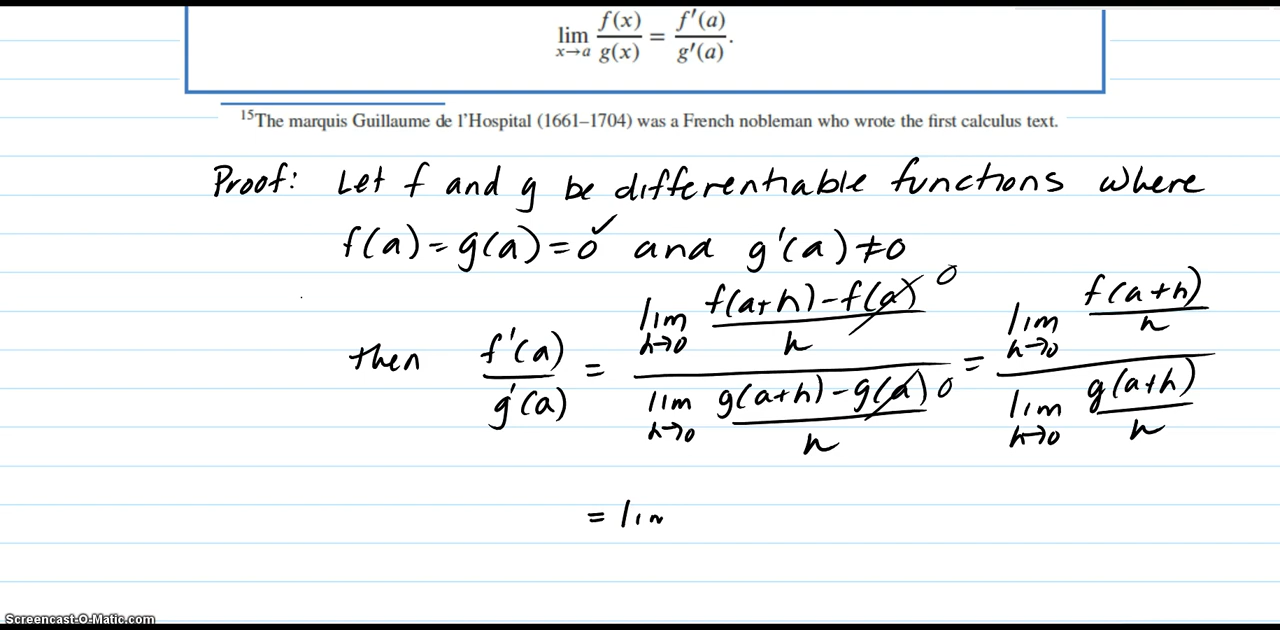 lim x→a f(x)/g(x) = f'(a)/g'(a).
15The marquis Guillaume de l'Hospital (1661–1704) was a French nobleman who wrote the first calculus text.
Proof: Let f and g be differentiable functions where
f(a) = g(a) = 0 ✓ and g'(a) ≠ 0
then f'(a)/g'(a) = (lim h→0 (f(a+h) - f(a))/h)/(lim h→0 (g(a+h) - g(a))/h) 0 0 = (lim h→0 f(a+h)/h)/(lim h→0 g(a+h)/h)
= lim
Screencast-O-Matic.com